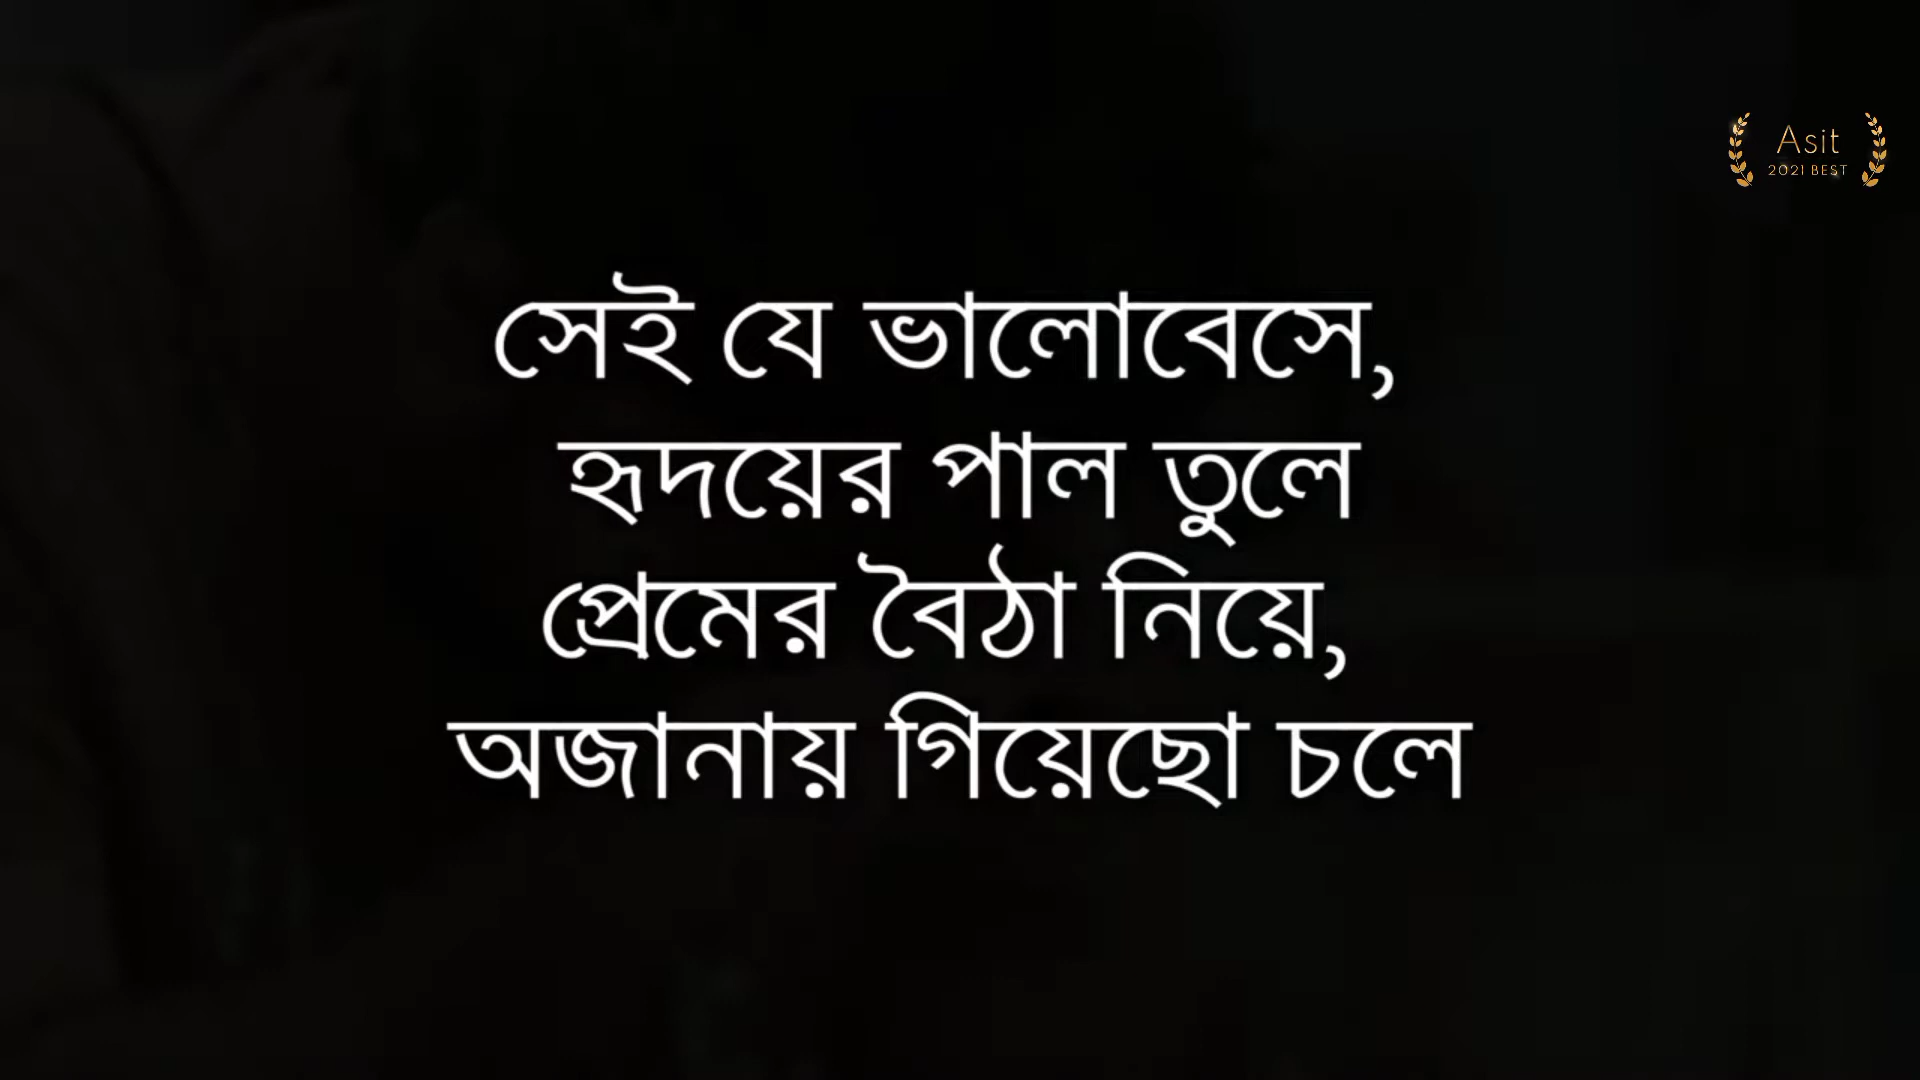 Asit
2021 BEST
সেই যে ভালোবেসে,
হৃদয়ের পাল তুলে
প্রেমের বৈঠা নিয়ে,
অজানায় গিয়েছো চলে